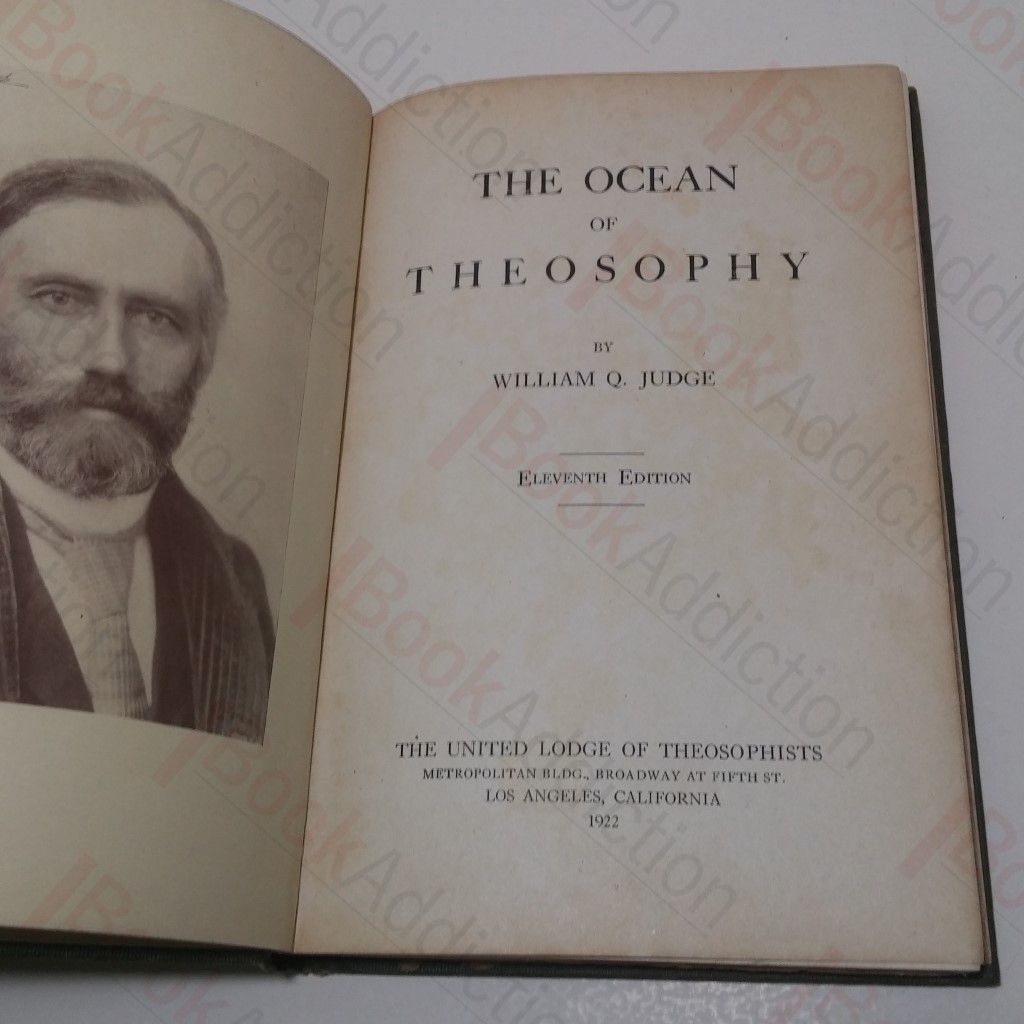 THE OCEAN
OF
THEOSOPHY
BY
WILLIAM Q. JUDGE
ELEVENTH EDITION
THE UNITED LODGE OF THEOSOPHISTS
METROPOLITAN BLDG., BROADWAY AT FIFTH ST.
LOS ANGELES, CALIFORNIA
1922
BookAddiction